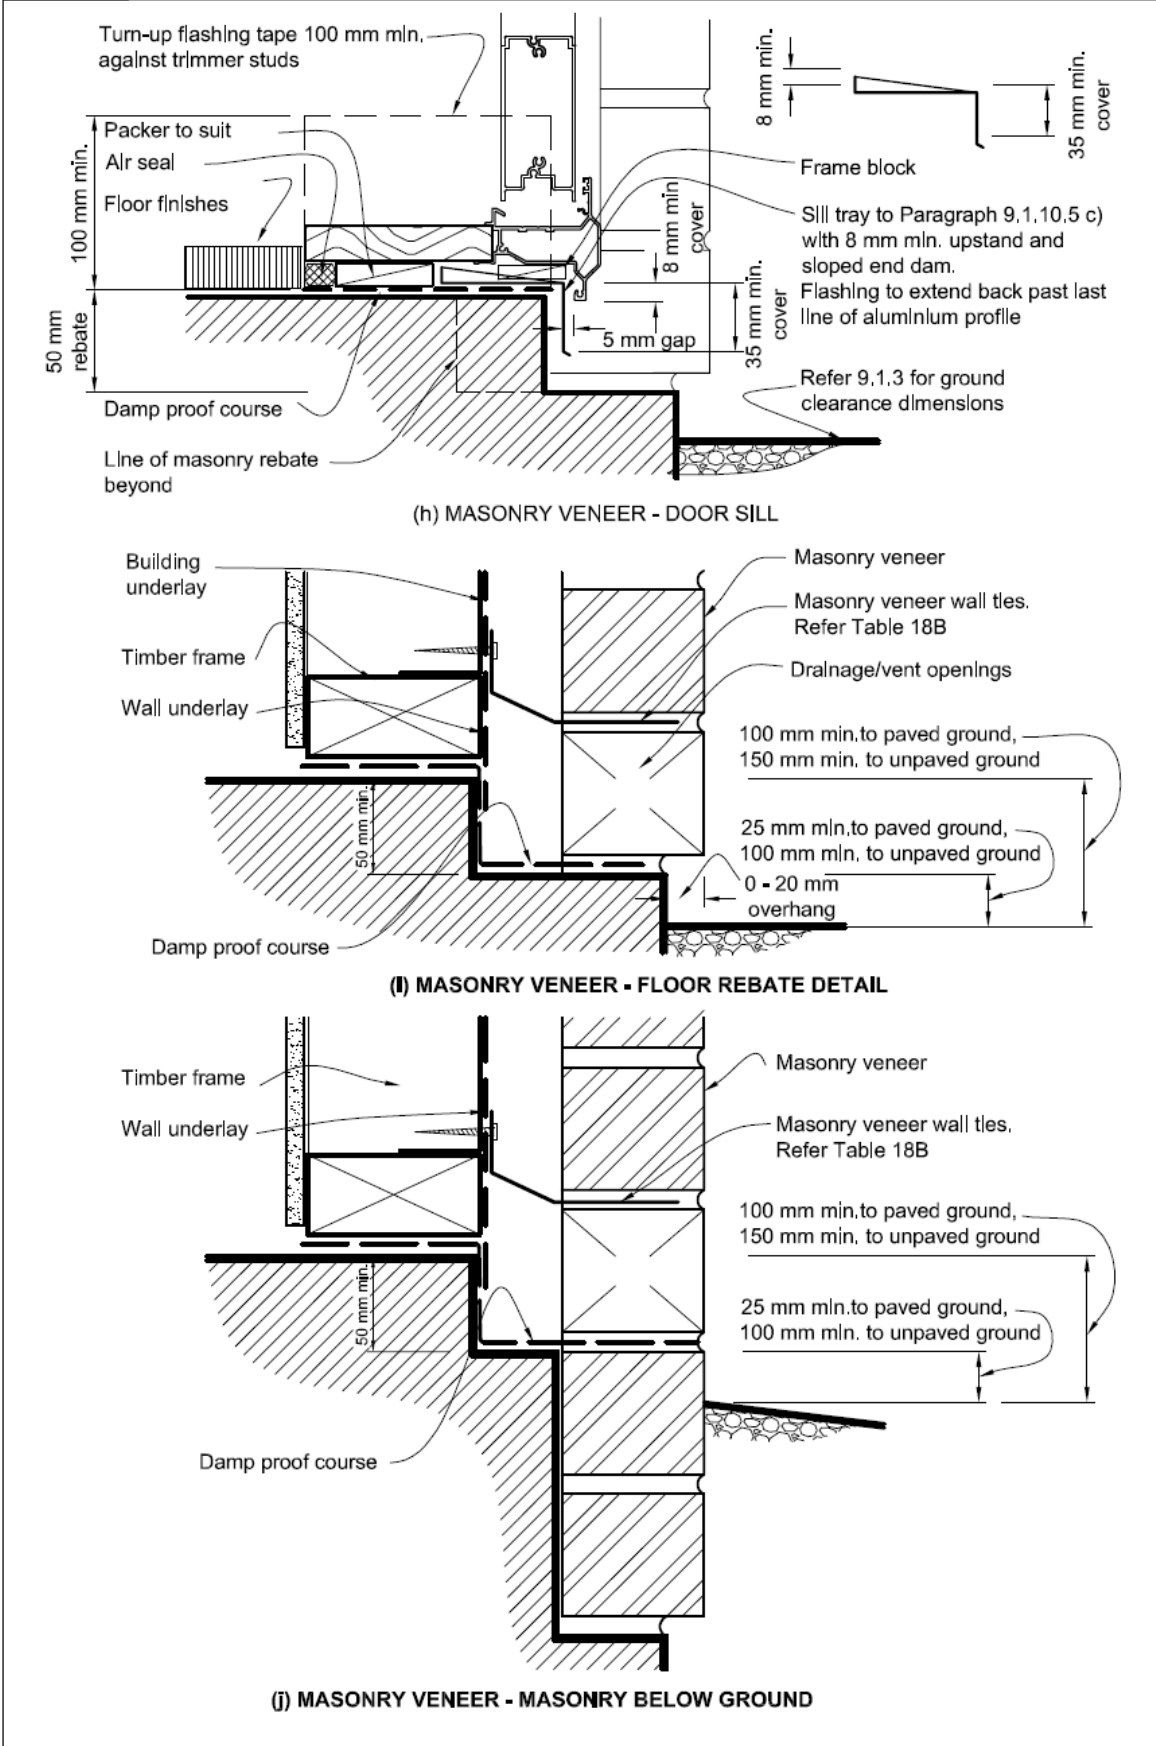 Turn-up flashing tape 100 mm min.
against trimmer studs
Packer to suit
Air seal
Floor finishes
100 mm min.
50 mm
rebate
Damp proof course
Line of masonry rebate
beyond
8 mm min.
35 mm min.
cover
Frame block
8 mm min
cover
Sill tray to Paragraph 9.1.10.5 c)
with 8 mm min. upstand and
sloped end dam.
Flashing to extend back past last
line of aluminium profile
35 mm min.
cover
5 mm gap
Refer 9.1.3 for ground
clearance dimensions
(h) MASONRY VENEER - DOOR SILL
Building
underlay
Timber frame
Wall underlay
50 mm min.
Damp proof course
Masonry veneer
Masonry veneer wall ties.
Refer Table 18B
Drainage/vent openings
100 mm min.to paved ground,
150 mm min. to unpaved ground
25 mm min.to paved ground,
100 mm min. to unpaved ground
0 - 20 mm
overhang
(i) MASONRY VENEER - FLOOR REBATE DETAIL
Timber frame
Wall underlay
50 mm min.
Damp proof course
Masonry veneer
Masonry veneer wall ties.
Refer Table 18B
100 mm min.to paved ground,
150 mm min. to unpaved ground
25 mm min.to paved ground,
100 mm min. to unpaved ground
(j) MASONRY VENEER - MASONRY BELOW GROUND